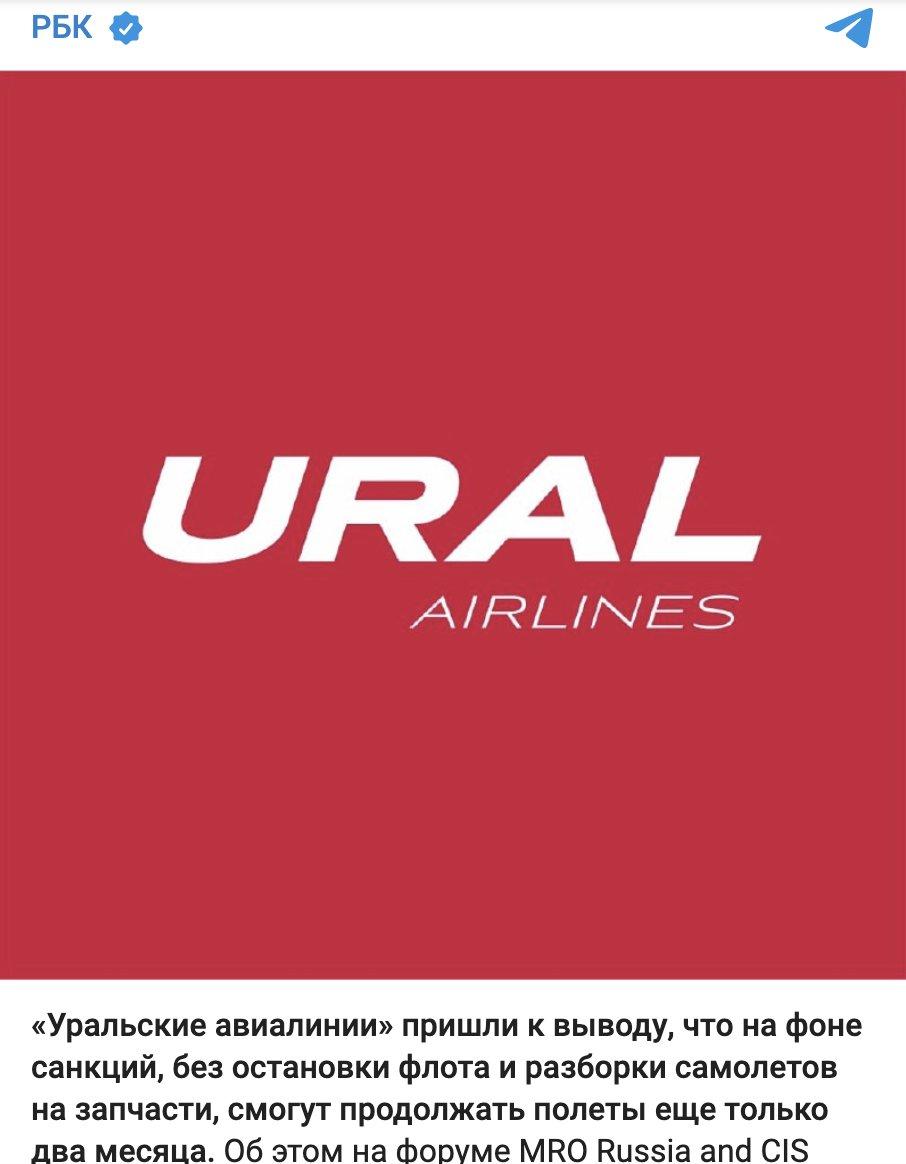 РБК
URAL
AIRLINES
«Уральские авиалинии» пришли к выводу, что на фоне
санкций, без остановки флота и разборки самолетов
на запчасти, смогут продолжать полеты еще только
два месяца. Об этом на форуме MRO Russia and CIS